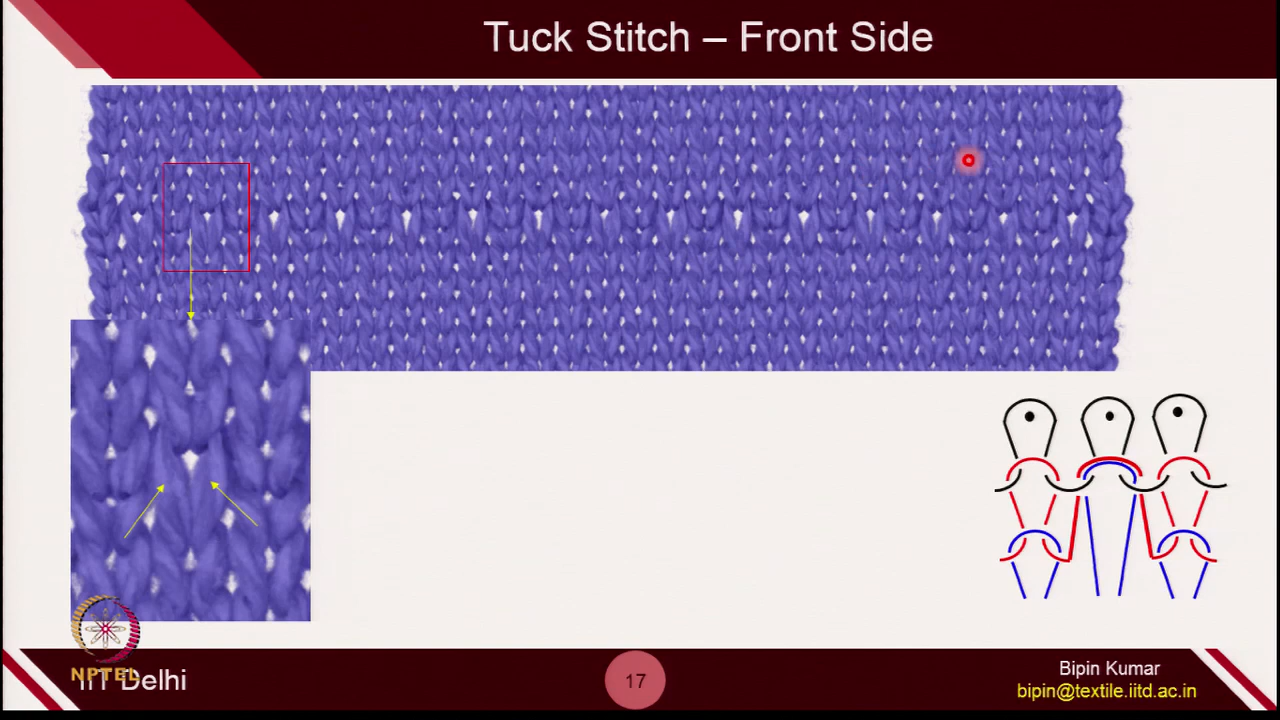 Tuck Stitch – Front Side
NPTEL
IIT Delhi
17
Bipin Kumar
bipin@textile.iitd.ac.in